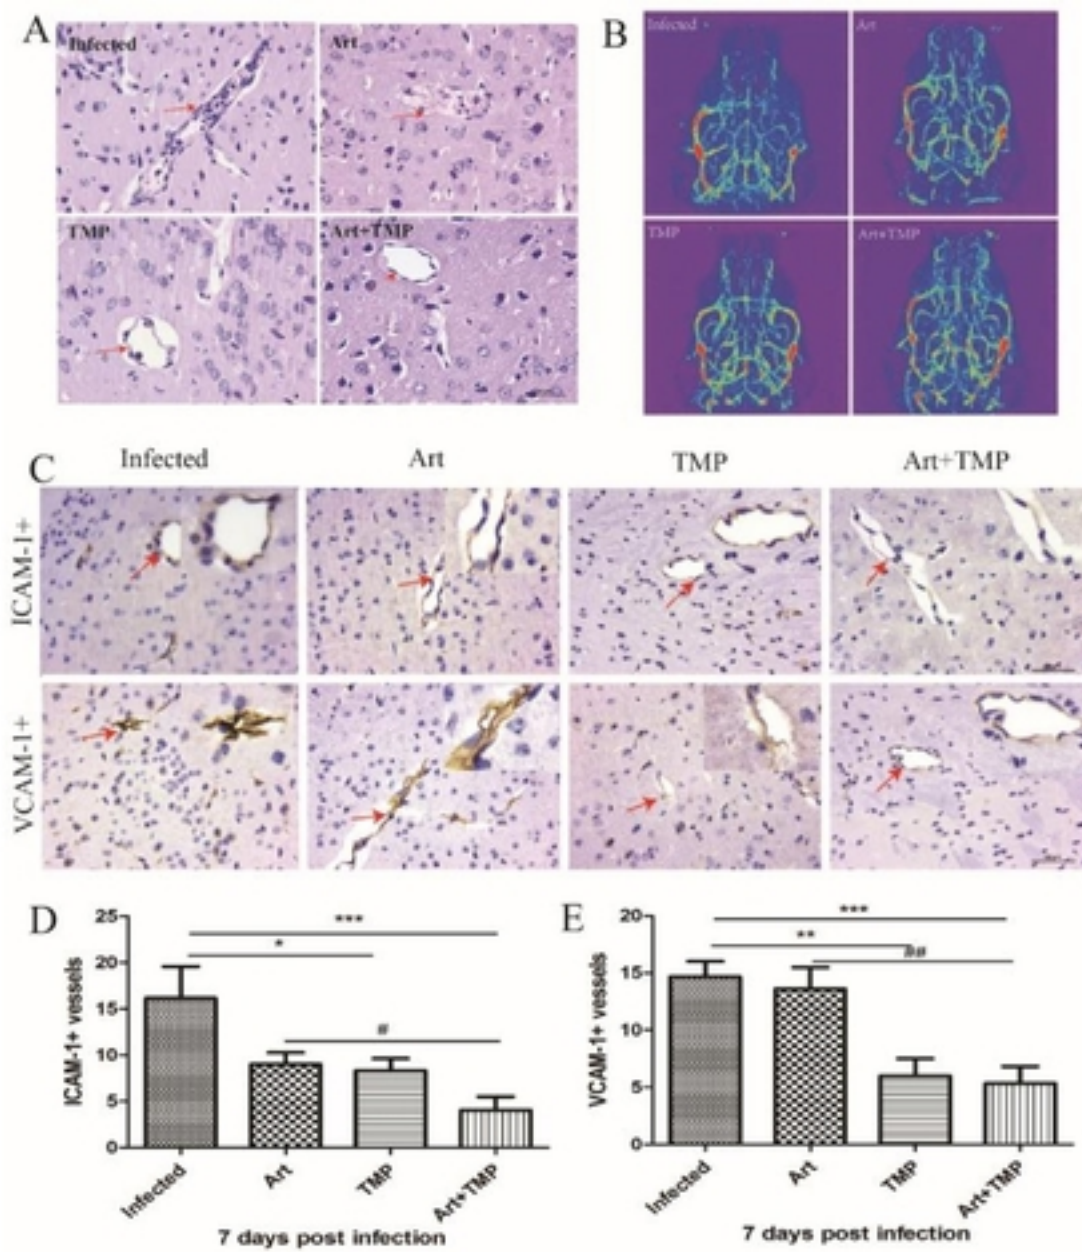 A
Infected
Art
TMP
Art+TMP
B
Infected
Art
TMP
Art+TMP
C
Infected
Art
TMP
Art+TMP
ICAM-1+
VCAM-1+
D
ICAM-1+ vessels
25
20
15
10
5
0
***
*
#
Infected
Art
TMP
Art+TMP
7 days post infection
E
VCAM-1+ vessels
20
15
10
5
0
***
**
##
Infected
Art
TMP
Art+TMP
7 days post infection